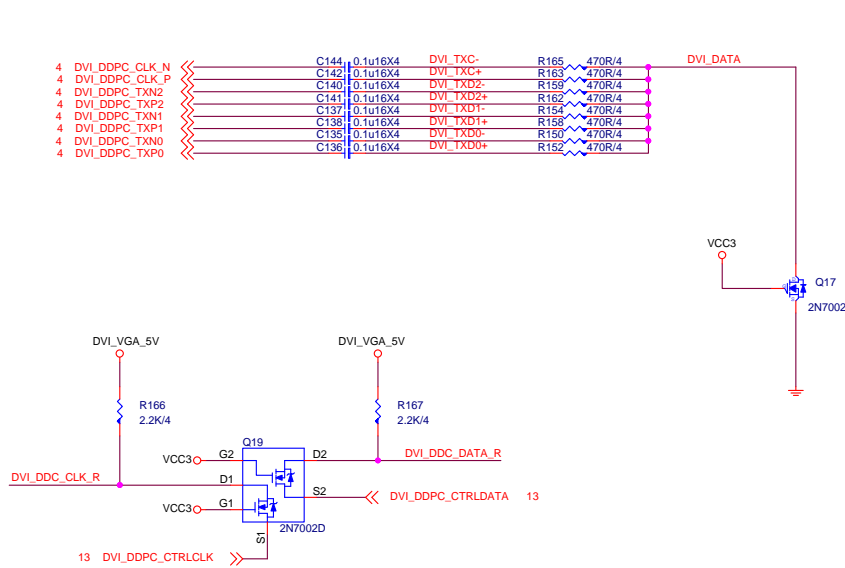 4 DVI_DDPC_CLK_N C144 0.1u16X4 DVI_TXC- R165 470R/4 DVI_DATA
4 DVI_DDPC_CLK_P C142 0.1u16X4 DVI_TXC+ R163 470R/4
4 DVI_DDPC_TXN2 C140 0.1u16X4 DVI_TXD2- R159 470R/4
4 DVI_DDPC_TXP2 C141 0.1u16X4 DVI_TXD2+ R162 470R/4
4 DVI_DDPC_TXN1 C137 0.1u16X4 DVI_TXD1- R154 470R/4
4 DVI_DDPC_TXP1 C138 0.1u16X4 DVI_TXD1+ R158 470R/4
4 DVI_DDPC_TXN0 C135 0.1u16X4 DVI_TXD0- R150 470R/4
4 DVI_DDPC_TXP0 C136 0.1u16X4 DVI_TXD0+ R152 470R/4
VCC3
Q17
2N7002
DVI_VGA_5V DVI_VGA_5V
R166 R167
2.2K/4 2.2K/4
Q19
VCC3 G2 D2 DVI_DDC_DATA_R
DVI_DDC_CLK_R D1
S2 DVI_DDPC_CTRLDATA 13
VCC3 G1
2N7002D
S1
13 DVI_DDPC_CTRLCLK